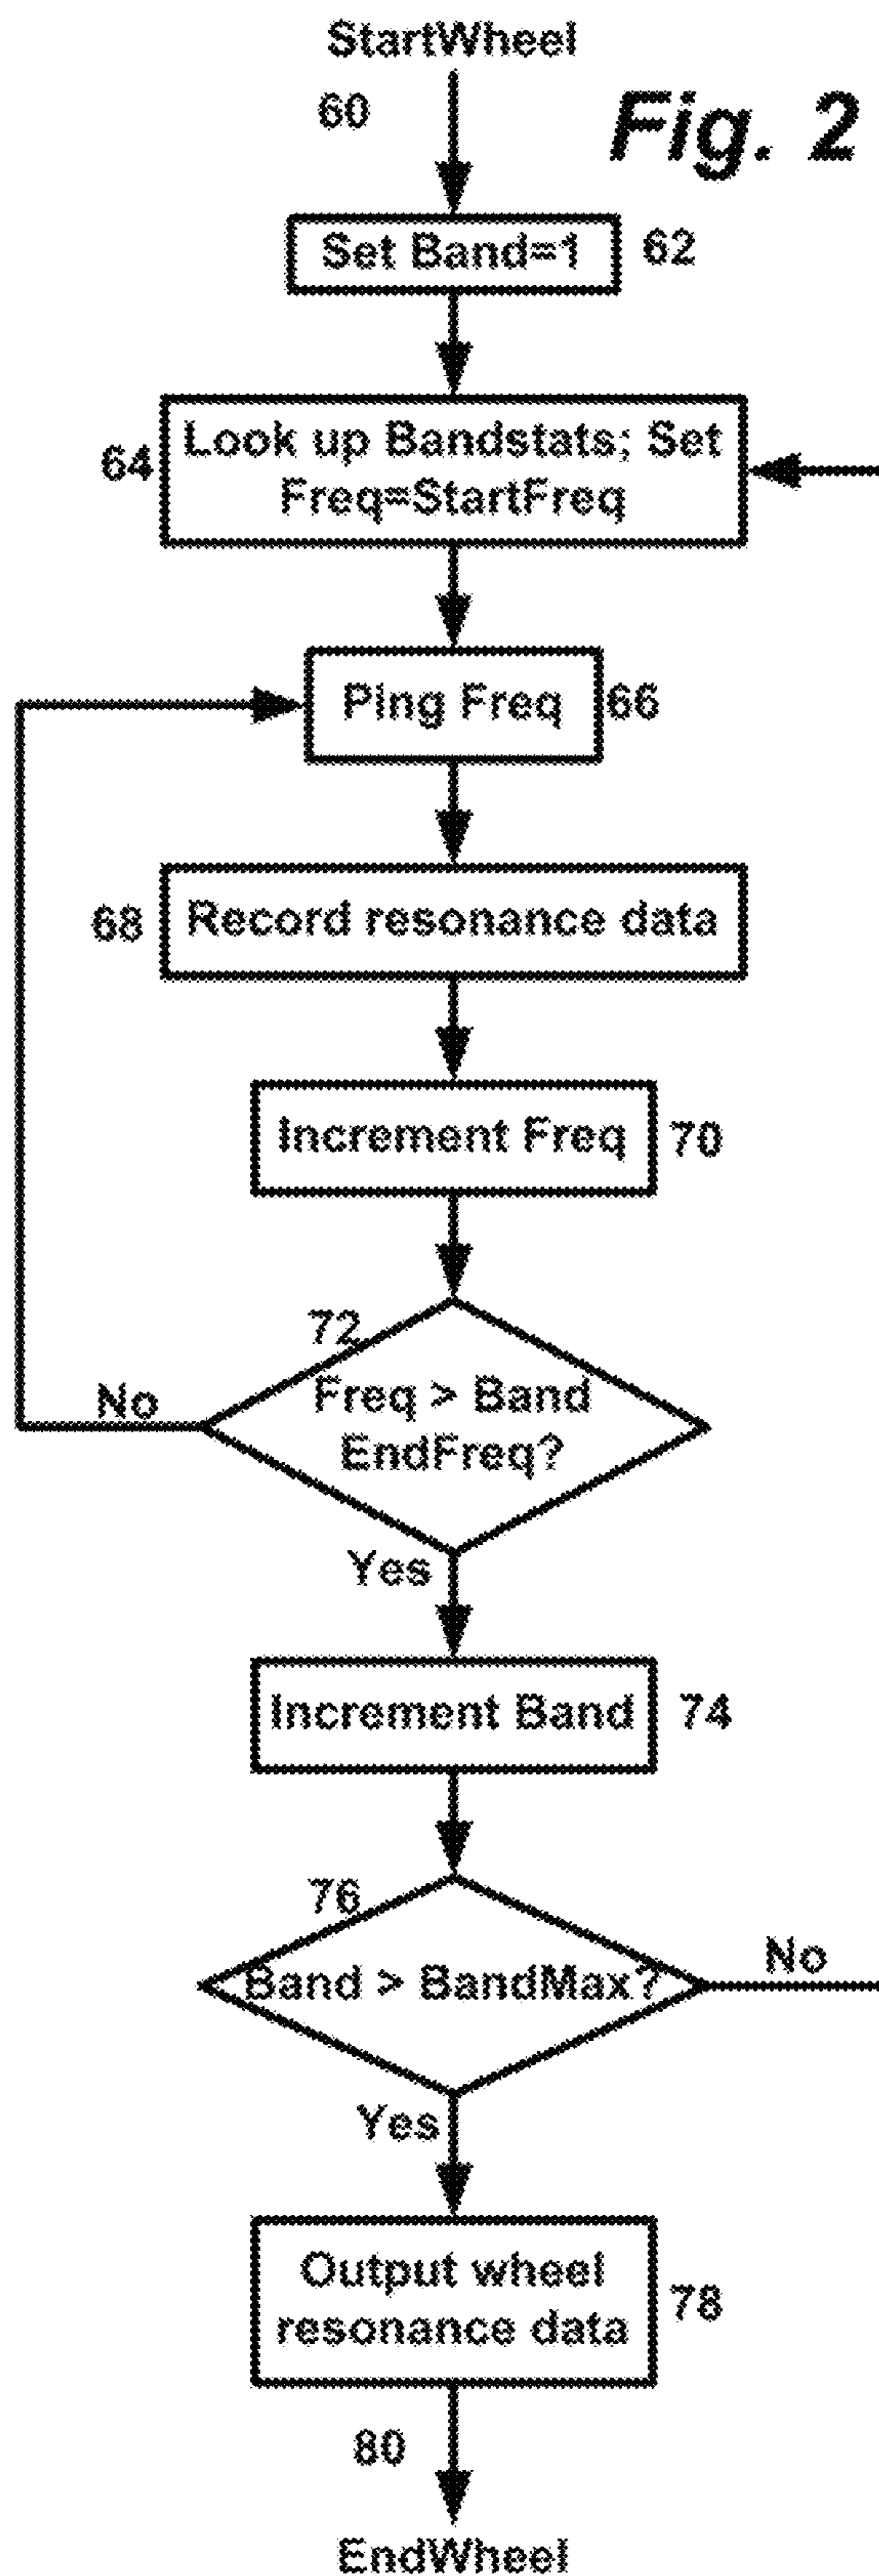 StartWheel
60
Fig. 2
Set Band=1
62
64
Look up Bandstats; Set
Freq=StartFreq
Ping Freq
66
68
Record resonance data
Increment Freq
70
72
Freq > Band
EndFreq?
No
Yes
Increment Band
74
76
Band > BandMax?
No
Yes
Output wheel
resonance data
78
80
EndWheel